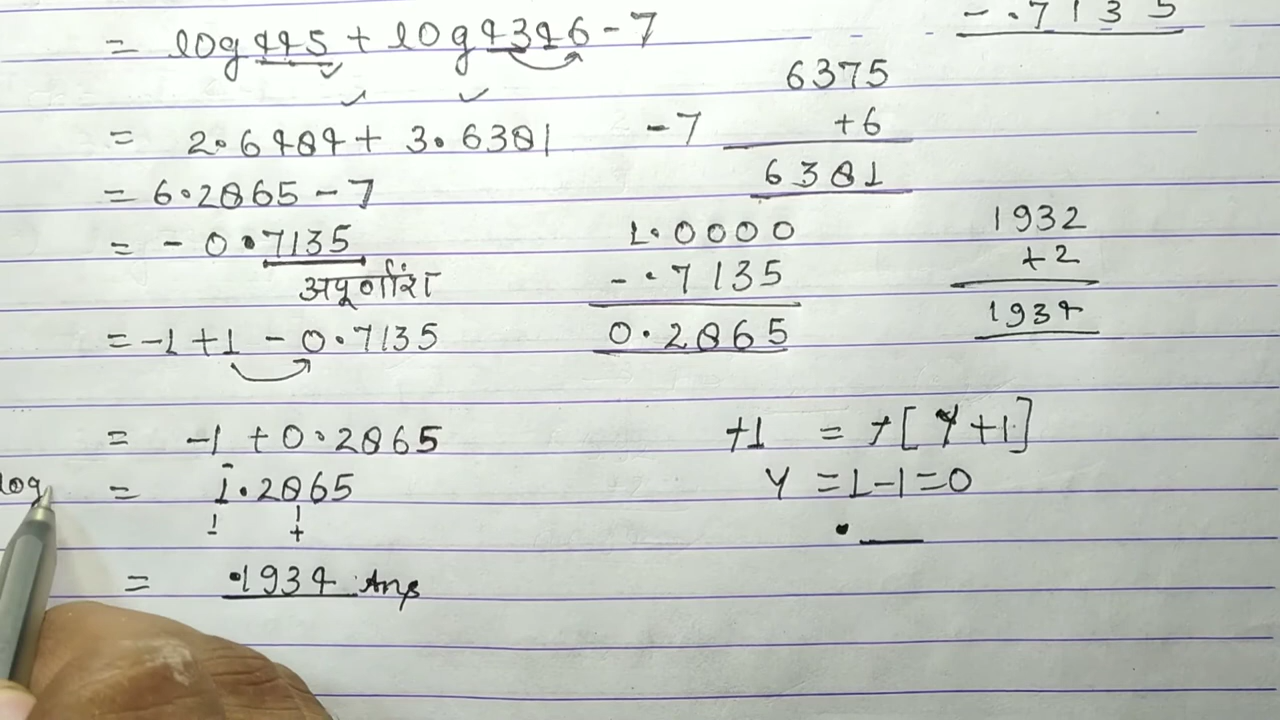 = log 445 + log 4346 - 7
- .7135
= 2.6484 + 3.6381 - 7
6375
+6
6381
= 6.2865 - 7
= - 0.7135
अपूर्णांश
1.0000
- .7135
0.2865
1932
+2
1934
= -1 + 1 - 0.7135
= -1 + 0.2865
+1 = +[Y+1]
log = 1̄.2865
Y = 1-1 = 0
- +
.
= .1934 Ans